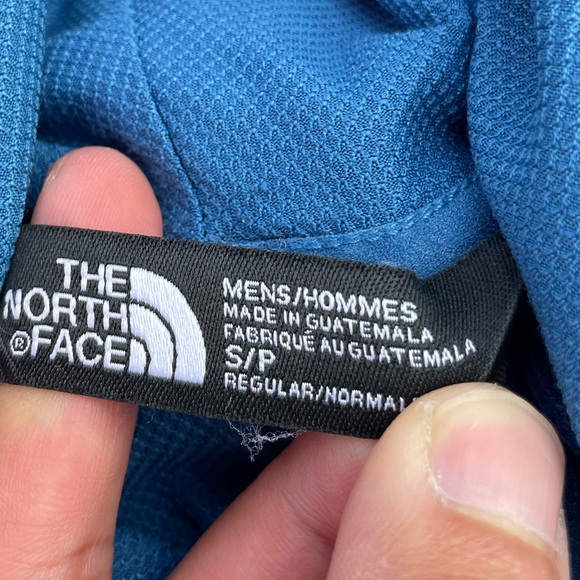 THE
NORTH
®FACE
MENS/HOMMES
MADE IN GUATEMALA
FABRIQUÉ AU GUATEMALA
S/P
REGULAR/NORMAL